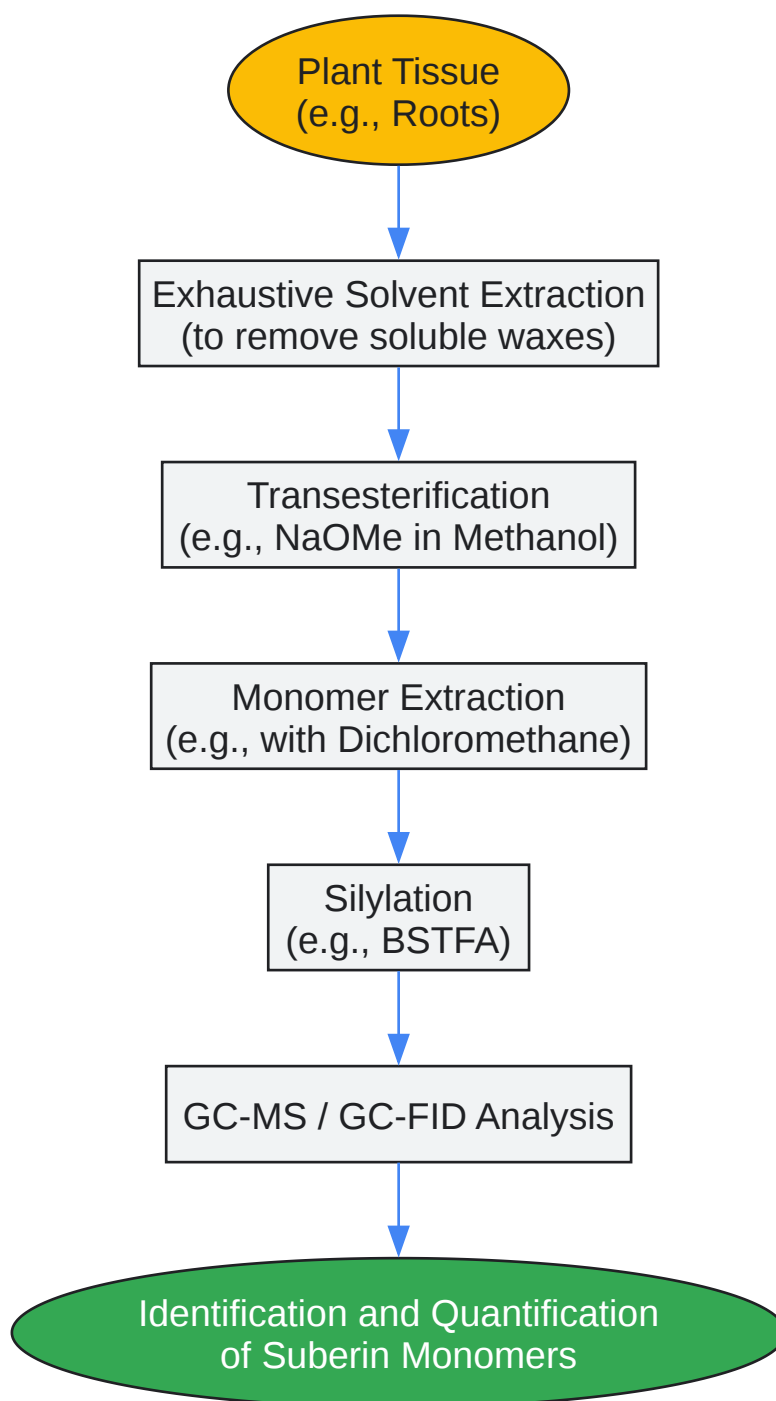 Plant Tissue
(e.g., Roots)
Exhaustive Solvent Extraction
(to remove soluble waxes)
Transesterification
(e.g., NaOMe in Methanol)
Monomer Extraction
(e.g., with Dichloromethane)
Silylation
(e.g., BSTFA)
GC-MS / GC-FID Analysis
Identification and Quantification
of Suberin Monomers